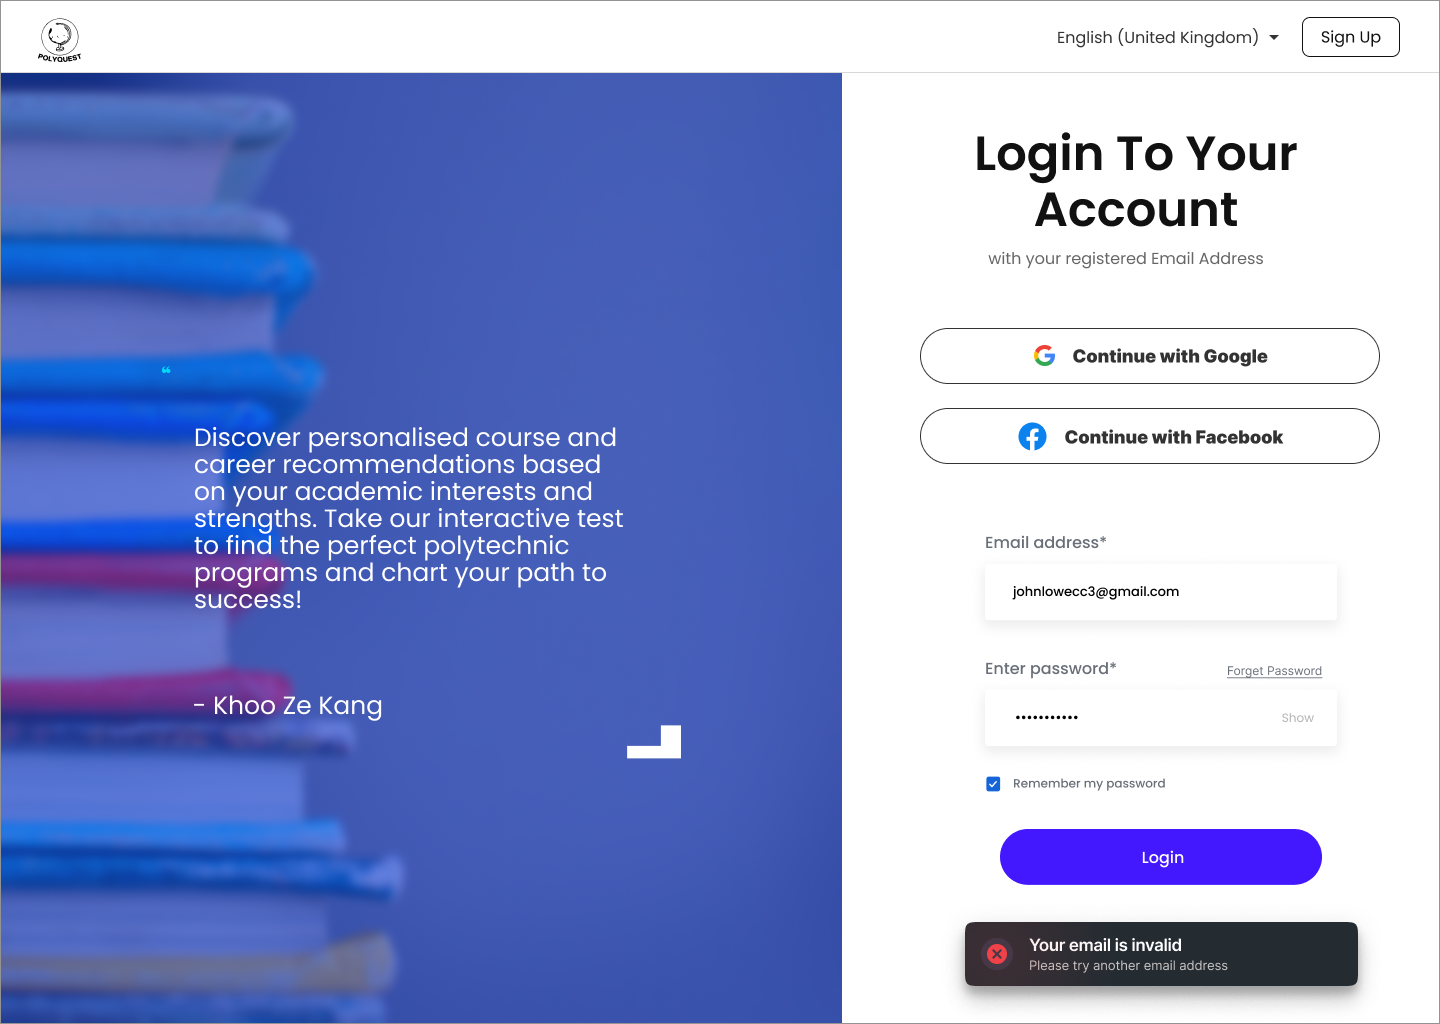 POLYQUEST
English (United Kingdom)
Sign Up
“
Discover personalised course and
career recommendations based
on your academic interests and
strengths. Take our interactive test
to find the perfect polytechnic
programs and chart your path to
success!
- Khoo Ze Kang
Login To Your
Account
with your registered Email Address
Continue with Google
Continue with Facebook
Email address*
johnlowecc3@gmail.com
Enter password*
Forget Password
•••••••••••
Show
Remember my password
Login
Your email is invalid
Please try another email address